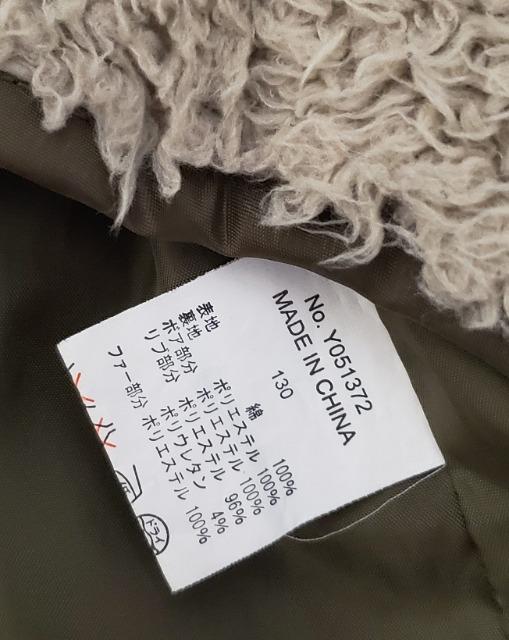 No. Y051372
MADE IN CHINA
130
表地 綿 100%
裏地 ポリエステル 100%
ボア部分 ポリエステル 100%
リブ部分 ポリエステル 96%
ポリウレタン 4%
ファー部分 ポリエステル 100%
ドライ